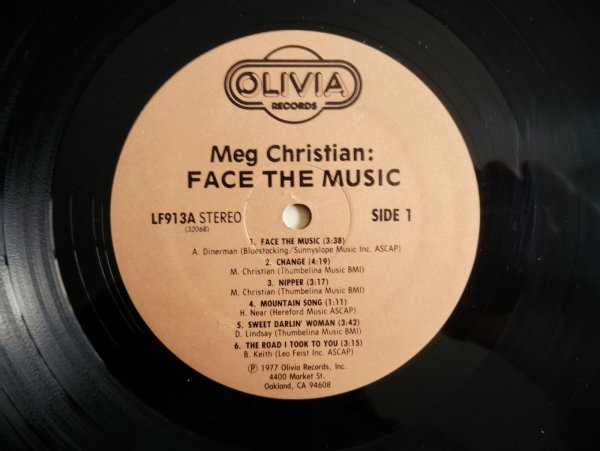 OLIVIA
RECORDS
Meg Christian:
FACE THE MUSIC
LF913A STEREO SIDE 1
(32068)
1. FACE THE MUSIC (3:38)
A. Dinerman (Bluestocking/Sunnyslope Music Inc. ASCAP)
2. CHANGE (4:19)
M. Christian (Thumbelina Music BMI)
3. NIPPER (3:17)
M. Christian (Thumbelina Music BMI)
4. MOUNTAIN SONG (1:11)
H. Near (Hereford Music ASCAP)
5. SWEET DARLIN' WOMAN (3:42)
D. Lindsay (Thumbelina Music BMI)
6. THE ROAD I TOOK TO YOU (3:15)
B. Keith (Leo Feist Inc. ASCAP)
Ⓟ 1977 Olivia Records, Inc.
4400 Market St.
Oakland, CA 94608